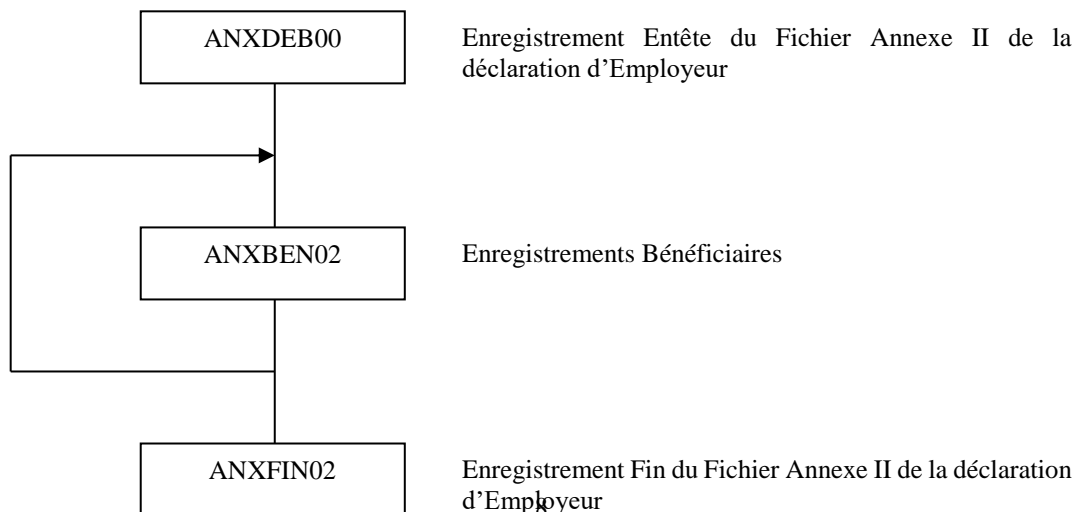 ANXDEB00
Enregistrement Entête du Fichier Annexe II de la
déclaration d’Employeur
ANXBEN02
Enregistrements Bénéficiaires
ANXFIN02
Enregistrement Fin du Fichier Annexe II de la déclaration
d’Employeur